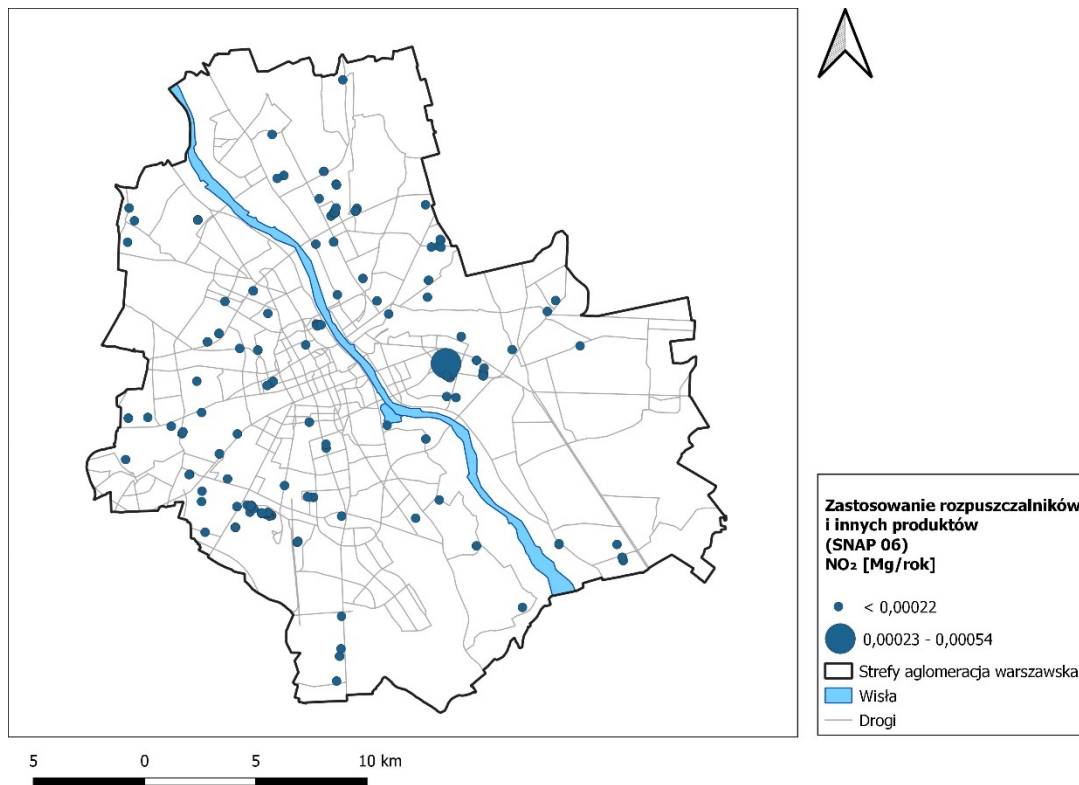 Zastosowanie rozpuszczalników
i innych produktów
(SNAP 06)
NO₂ [Mg/rok]
< 0,00022
0,00023 - 0,00054
Strefy aglomeracja warszawska
Wisła
Drogi
5 0 5 10 km